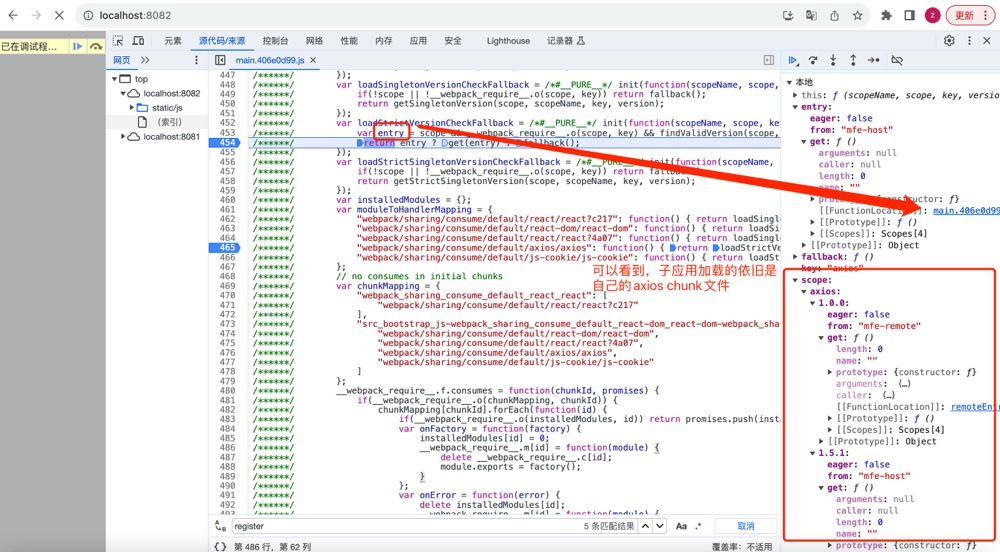 localhost:8082
z
更新
已在调试程…
元素
源代码/来源
控制台
网络
性能
内存
应用
安全
Lighthouse
记录器
网页
top
localhost:8082
static/js
(索引)
localhost:8081
main.406e0d99.js
447 /******/ });
448 /******/ var loadSingletonVersionCheckFallback = /*#__PURE__*/ init(function(scopeName, scope,
449 /******/ if(!scope || !__webpack_require__.o(scope, key)) return fallback();
450 /******/ return getSingletonVersion(scope, scopeName, key, version);
451 /******/ });
452 /******/ var loadStrictVersionCheckFallback = /*#__PURE__*/ init(function(scopeName, scope, key
453 /******/ var entry = scope && __webpack_require__.o(scope, key) && findValidVersion(scope,
454 /******/ return entry ? get(entry) : fallback();
455 /******/ });
456 /******/ var loadStrictSingletonVersionCheckFallback = /*#__PURE__*/ init(function(scopeName,
457 /******/ if(!scope || !__webpack_require__.o(scope, key)) return fallback();
458 /******/ return getStrictSingletonVersion(scope, scopeName, key, version);
459 /******/ });
460 /******/ var installedModules = {};
461 /******/ var moduleToHandlerMapping = {
462 /******/ "webpack/sharing/consume/default/react/react?c217": function() { return loadSingl
463 /******/ "webpack/sharing/consume/default/react-dom/react-dom": function() { return loadSi
464 /******/ "webpack/sharing/consume/default/react/react?4a07": function() { return loadSingl
465 /******/ "webpack/sharing/consume/default/axios/axios": function() { return loadStrictV
466 /******/ "webpack/sharing/consume/default/js-cookie/js-cookie": function() { return loadSt
467 /******/ };
468 /******/ // no consumes in initial chunks
469 /******/ var chunkMapping = {
470 /******/ "webpack_sharing_consume_default_react_react": [
471 /******/ "webpack/sharing/consume/default/react/react?c217"
472 /******/ ],
473 /******/ "src_bootstrap_js-webpack_sharing_consume_default_react-dom_react-dom-webpack_sha
474 /******/ "webpack/sharing/consume/default/react-dom/react-dom",
475 /******/ "webpack/sharing/consume/default/react/react?4a07",
476 /******/ "webpack/sharing/consume/default/axios/axios",
477 /******/ "webpack/sharing/consume/default/js-cookie/js-cookie"
478 /******/ ]
479 /******/ };
480 /******/ __webpack_require__.f.consumes = function(chunkId, promises) {
481 /******/ if(__webpack_require__.o(chunkMapping, chunkId)) {
482 /******/ chunkMapping[chunkId].forEach(function(id) {
483 /******/ if(__webpack_require__.o(installedModules, id)) return promises.push(inst
484 /******/ var onFactory = function(factory) {
485 /******/ installedModules[id] = 0;
486 /******/ __webpack_require__.m[id] = function(module) {
487 /******/ delete __webpack_require__.c[id];
488 /******/ module.exports = factory();
489 /******/ }
490 /******/ };
491 /******/ var onError = function(error) {
492 /******/ delete installedModules[id];
可以看到，子应用加载的依旧是
自己的axios chunk文件
register
5 条匹配结果
Aa
.*
取消
{} 第 486 行，第 62 列
覆盖率：不适用
本地
this: ƒ (scopeName, scope, key, versio
entry:
eager: false
from: "mfe-host"
get: ƒ ()
arguments: null
caller: null
length: 0
name: ""
prototype: {constructor: ƒ}
main.406e0d99
[[Prototype]]: ƒ ()
[[Scopes]]: Scopes[4]
[[Prototype]]: Object
fallback: ƒ ()
key: "axios"
scope:
axios:
1.0.0:
eager: false
from: "mfe-remote"
get: ƒ ()
length: 0
name: ""
prototype: {constructor: ƒ}
arguments: (…)
caller: (…)
[[FunctionLocation]]: remoteEnt
[[Prototype]]: ƒ ()
[[Scopes]]: Scopes[4]
[[Prototype]]: Object
1.5.1:
eager: false
from: "mfe-host"
get: ƒ ()
arguments: null
caller: null
length: 0
name: ""
prototype: {constructor: ƒ}